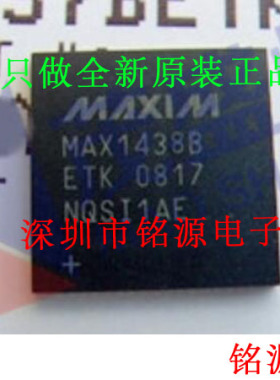 只做全新原装正品
MAXIM
MAX1438B
ETK 0817
NQSI1AE
深圳市铭源电子
+
铭源